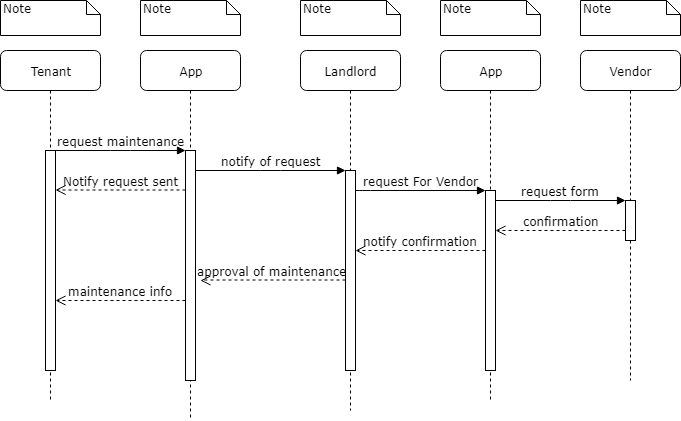 Note
Note
Note
Note
Note
Tenant
App
Landlord
App
Vendor
request maintenance
notify of request
Notify request sent
request For Vendor
request form
confirmation
notify confirmation
approval of maintenance
maintenance info